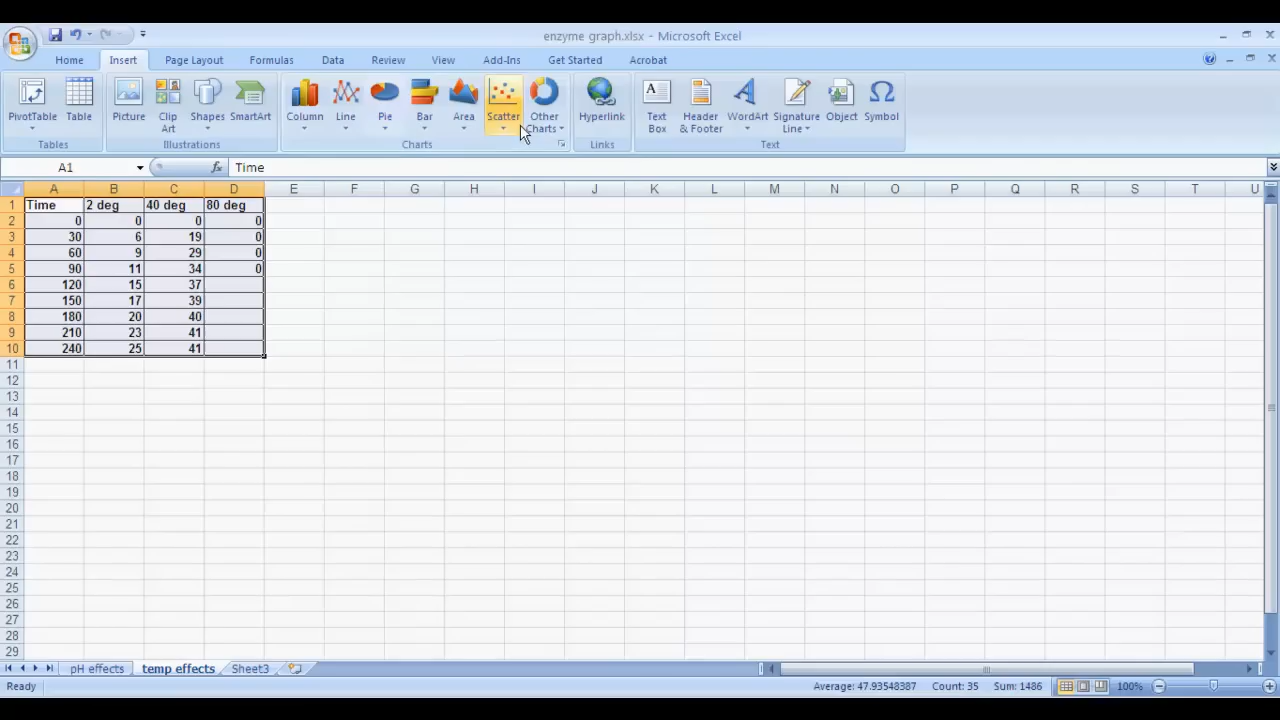 enzyme graph.xlsx - Microsoft Excel
Home Insert Page Layout Formulas Data Review View Add-Ins Get Started Acrobat
PivotTable Table Picture Clip Art Shapes SmartArt Column Line Pie Bar Area Scatter Other Charts Hyperlink Text Box Header & Footer WordArt Signature Line Object Symbol
Tables Illustrations Charts Links Text
A1 fx Time
A B C D E F G H I J K L M N O P Q R S T U
1 Time 2 deg 40 deg 80 deg
2 0 0 0 0
3 30 6 19 0
4 60 9 29 0
5 90 11 34 0
6 120 15 37
7 150 17 39
8 180 20 40
9 210 23 41
10 240 25 41
11
12
13
14
15
16
17
18
19
20
21
22
23
24
25
26
27
28
29
pH effects temp effects Sheet3
Ready Average: 47.93548387 Count: 35 Sum: 1486 100%